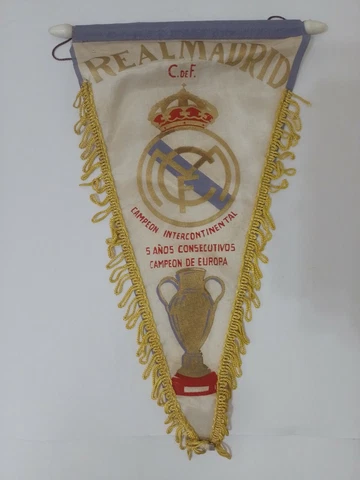 REAL MADRID
C. DE F.
CAMPEON INTERCONTINENTAL
5 AÑOS CONSECUTIVOS
CAMPEON DE EUROPA